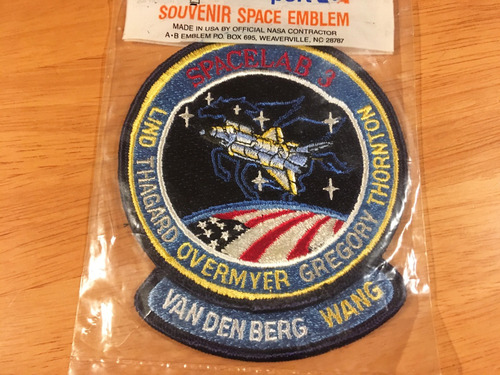 SOUVENIR SPACE EMBLEM
MADE IN USA BY OFFICIAL NASA CONTRACTOR
A·B EMBLEM P.O. BOX 695, WEAVERVILLE, NC 28787
SPACELAB 3
LIND THAGARD OVERMYER GREGORY THORNTON
VAN DEN BERG WANG